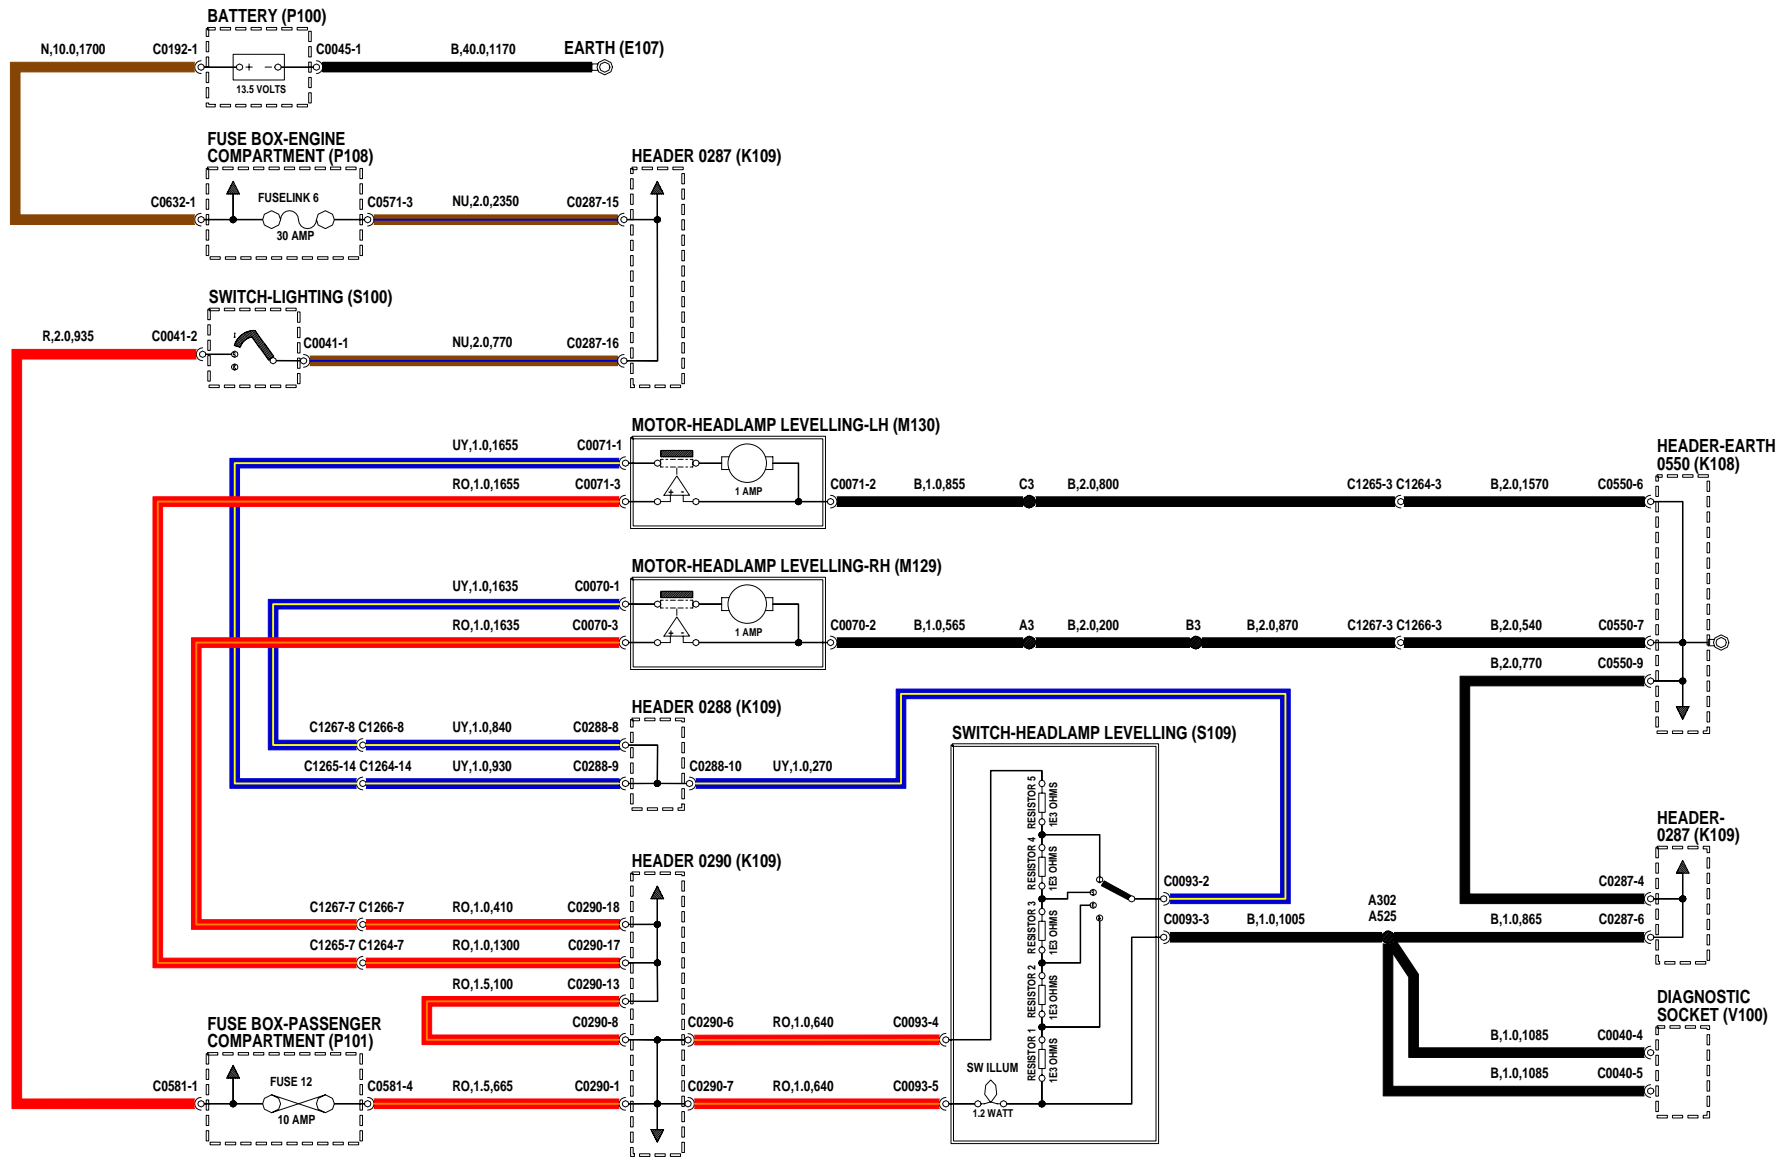 BATTERY (P100)
N,10.0,1700
C0192-1
C0045-1
B,40.0,1170
EARTH (E107)
+ -
13.5 VOLTS
FUSE BOX-ENGINE
COMPARTMENT (P108)
HEADER 0287 (K109)
C0632-1
FUSELINK 6
C0571-3
NU,2.0,2350
C0287-15
30 AMP
SWITCH-LIGHTING (S100)
R,2.0,935
C0041-2
C0041-1
NU,2.0,770
C0287-16
MOTOR-HEADLAMP LEVELLING-LH (M130)
UY,1.0,1655
C0071-1
HEADER-EARTH
0550 (K108)
RO,1.0,1655
C0071-3
+ -
1 AMP
C0071-2
B,1.0,855
C3
B,2.0,800
C1265-3 C1264-3
B,2.0,1570
C0550-6
MOTOR-HEADLAMP LEVELLING-RH (M129)
UY,1.0,1635
C0070-1
RO,1.0,1635
C0070-3
+ -
1 AMP
C0070-2
B,1.0,565
A3
B,2.0,200
B3
B,2.0,870
C1267-3 C1266-3
B,2.0,540
C0550-7
B,2.0,770
C0550-9
HEADER 0288 (K109)
C1267-8 C1266-8
UY,1.0,840
C0288-8
SWITCH-HEADLAMP LEVELLING (S109)
C1265-14 C1264-14
UY,1.0,930
C0288-9
C0288-10
UY,1.0,270
RESISTOR 5
1E3 OHMS
RESISTOR 4
1E3 OHMS
RESISTOR 3
1E3 OHMS
RESISTOR 2
1E3 OHMS
RESISTOR 1
1E3 OHMS
HEADER-
0287 (K109)
HEADER 0290 (K109)
C0093-2
C0287-4
C1267-7 C1266-7
RO,1.0,410
C0290-18
C0093-3
B,1.0,1005
A302
A525
B,1.0,865
C0287-6
C1265-7 C1264-7
RO,1.0,1300
C0290-17
RO,1.5,100
C0290-13
DIAGNOSTIC
SOCKET (V100)
FUSE BOX-PASSENGER
COMPARTMENT (P101)
C0290-8
C0290-6
RO,1.0,640
C0093-4
B,1.0,1085
C0040-4
SW ILLUM
1.2 WATT
C0581-1
FUSE 12
10 AMP
C0581-4
RO,1.5,665
C0290-1
C0290-7
RO,1.0,640
C0093-5
B,1.0,1085
C0040-5